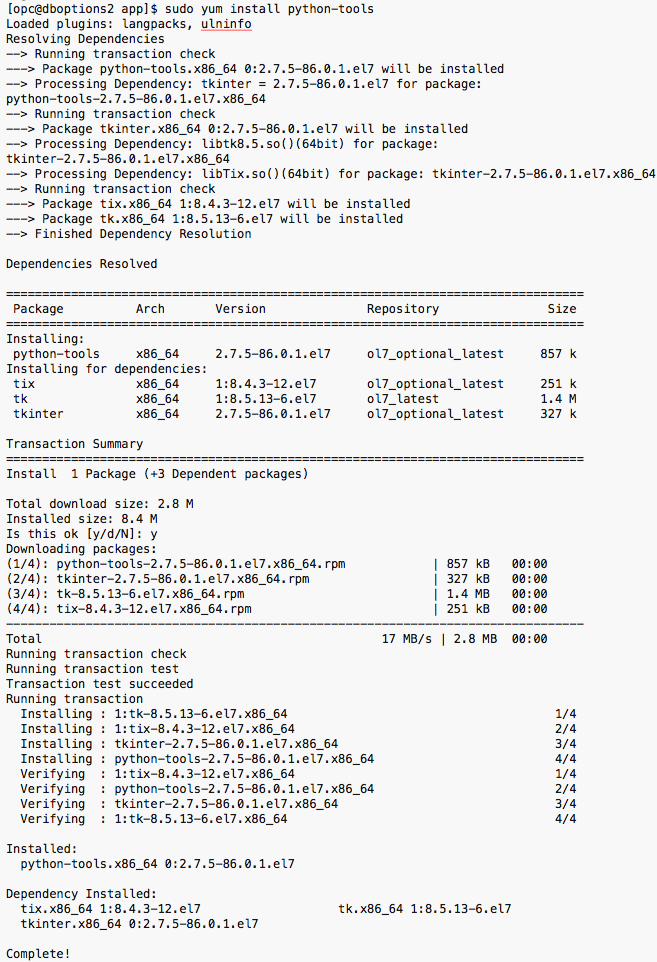 [opc@dboptions2 app]$ sudo yum install python-tools
Loaded plugins: langpacks, ulninfo
Resolving Dependencies
--> Running transaction check
---> Package python-tools.x86_64 0:2.7.5-86.0.1.el7 will be installed
--> Processing Dependency: tkinter = 2.7.5-86.0.1.el7 for package:
python-tools-2.7.5-86.0.1.el7.x86_64
--> Running transaction check
---> Package tkinter.x86_64 0:2.7.5-86.0.1.el7 will be installed
--> Processing Dependency: libtk8.5.so()(64bit) for package:
tkinter-2.7.5-86.0.1.el7.x86_64
--> Processing Dependency: libTix.so()(64bit) for package: tkinter-2.7.5-86.0.1.el7.x86_64
--> Running transaction check
---> Package tix.x86_64 1:8.4.3-12.el7 will be installed
---> Package tk.x86_64 1:8.5.13-6.el7 will be installed
--> Finished Dependency Resolution

Dependencies Resolved

================================================================================
 Package          Arch       Version              Repository               Size
================================================================================
Installing:
 python-tools     x86_64     2.7.5-86.0.1.el7     ol7_optional_latest     857 k
Installing for dependencies:
 tix              x86_64     1:8.4.3-12.el7       ol7_optional_latest     251 k
 tk               x86_64     1:8.5.13-6.el7       ol7_latest              1.4 M
 tkinter          x86_64     2.7.5-86.0.1.el7     ol7_optional_latest     327 k

Transaction Summary
================================================================================
Install  1 Package (+3 Dependent packages)

Total download size: 2.8 M
Installed size: 8.4 M
Is this ok [y/d/N]: y
Downloading packages:
(1/4): python-tools-2.7.5-86.0.1.el7.x86_64.rpm            | 857 kB   00:00
(2/4): tkinter-2.7.5-86.0.1.el7.x86_64.rpm                 | 327 kB   00:00
(3/4): tk-8.5.13-6.el7.x86_64.rpm                          | 1.4 MB   00:00
(4/4): tix-8.4.3-12.el7.x86_64.rpm                         | 251 kB   00:00
--------------------------------------------------------------------------------
Total                                               17 MB/s | 2.8 MB  00:00
Running transaction check
Running transaction test
Transaction test succeeded
Running transaction
  Installing : 1:tk-8.5.13-6.el7.x86_64                                     1/4
  Installing : 1:tix-8.4.3-12.el7.x86_64                                    2/4
  Installing : tkinter-2.7.5-86.0.1.el7.x86_64                              3/4
  Installing : python-tools-2.7.5-86.0.1.el7.x86_64                         4/4
  Verifying  : 1:tix-8.4.3-12.el7.x86_64                                    1/4
  Verifying  : python-tools-2.7.5-86.0.1.el7.x86_64                         2/4
  Verifying  : tkinter-2.7.5-86.0.1.el7.x86_64                              3/4
  Verifying  : 1:tk-8.5.13-6.el7.x86_64                                     4/4

Installed:
  python-tools.x86_64 0:2.7.5-86.0.1.el7

Dependency Installed:
  tix.x86_64 1:8.4.3-12.el7                   tk.x86_64 1:8.5.13-6.el7
  tkinter.x86_64 0:2.7.5-86.0.1.el7

Complete!